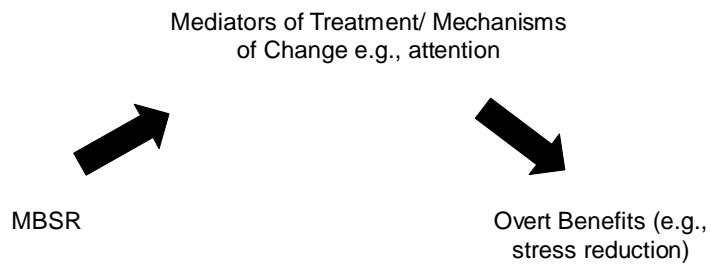 Mediators of Treatment/ Mechanisms
of Change e.g., attention
MBSR
Overt Benefits (e.g.,
stress reduction)